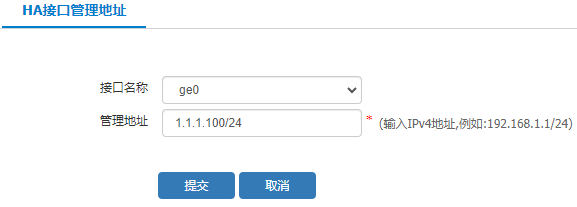 HA接口管理地址
接口名称 ge0
管理地址 1.1.1.100/24 * (输入IPv4地址,例如:192.168.1.1/24)
提交 取消